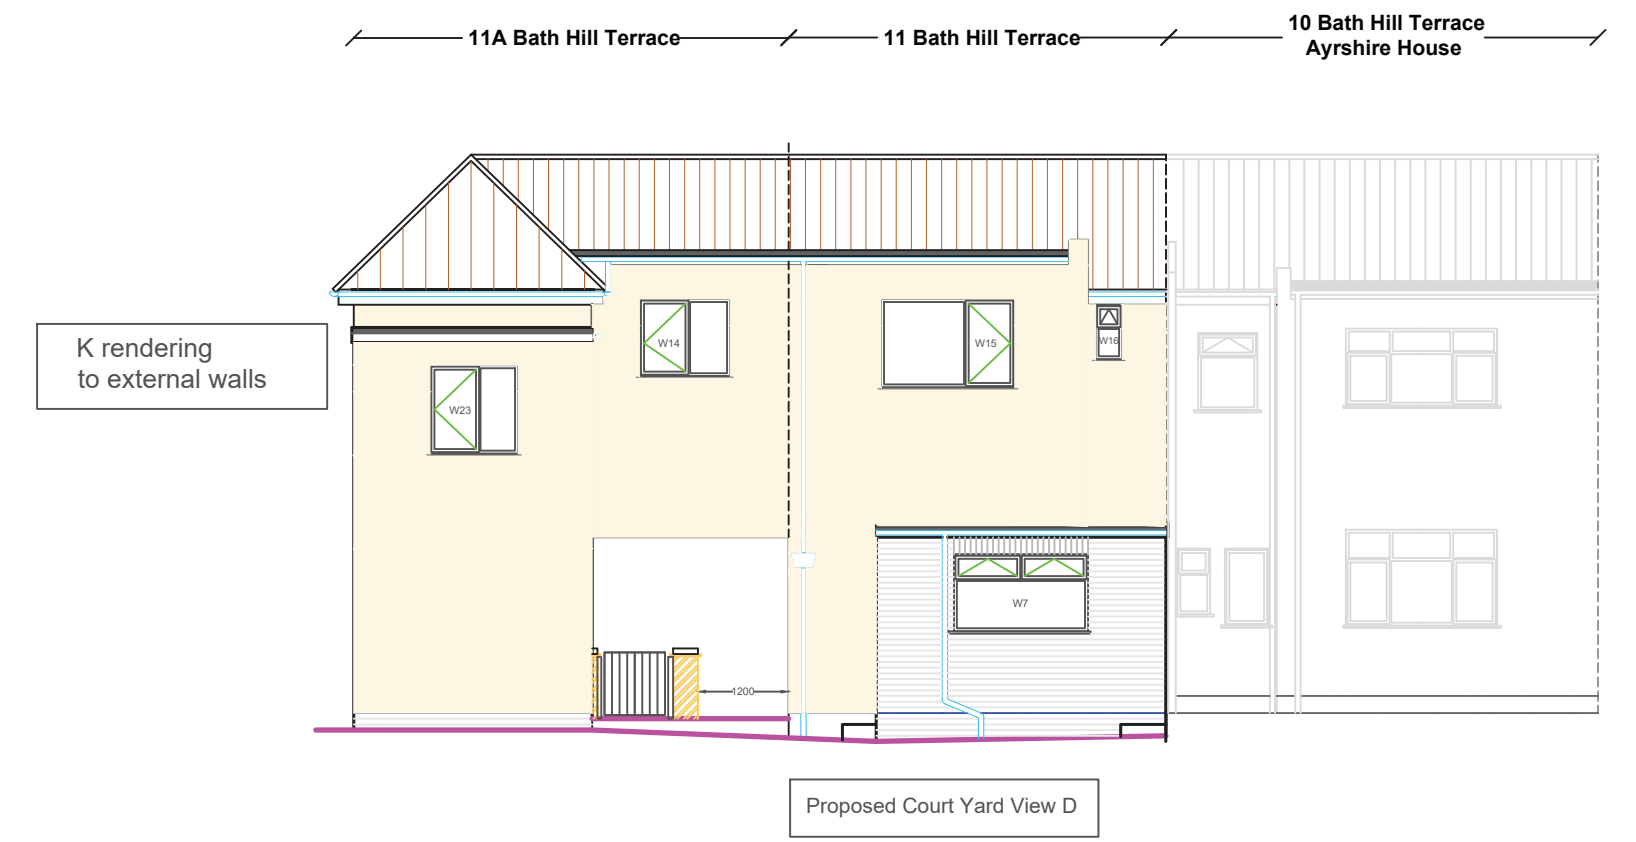 11A Bath Hill Terrace
11 Bath Hill Terrace
10 Bath Hill Terrace
Ayrshire House
K rendering
to external walls
W14
W15
W16
W23
W7
1200
Proposed Court Yard View D